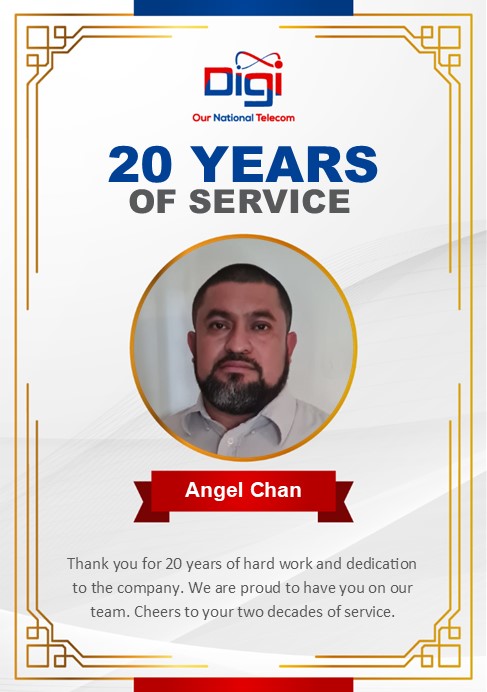 Digi
Our National Telecom
20 YEARS
OF SERVICE
Angel Chan
Thank you for 20 years of hard work and dedication
to the company. We are proud to have you on our
team. Cheers to your two decades of service.